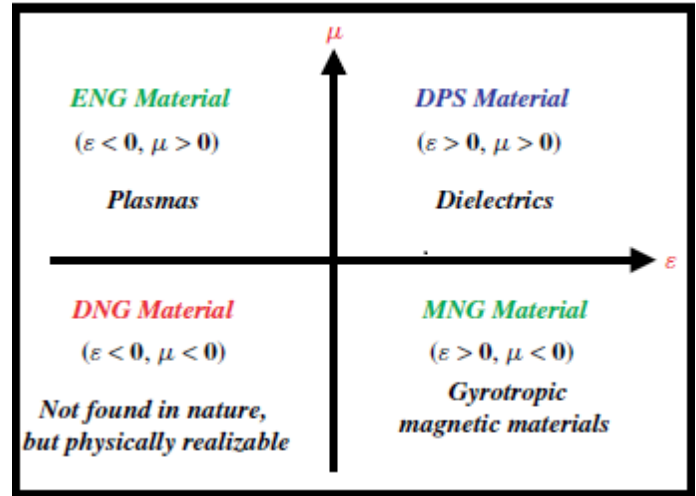 μ
ENG Material
(ε < 0, μ > 0)
Plasmas
DPS Material
(ε > 0, μ > 0)
Dielectrics
ε
DNG Material
(ε < 0, μ < 0)
Not found in nature,
but physically realizable
MNG Material
(ε > 0, μ < 0)
Gyrotropic
magnetic materials